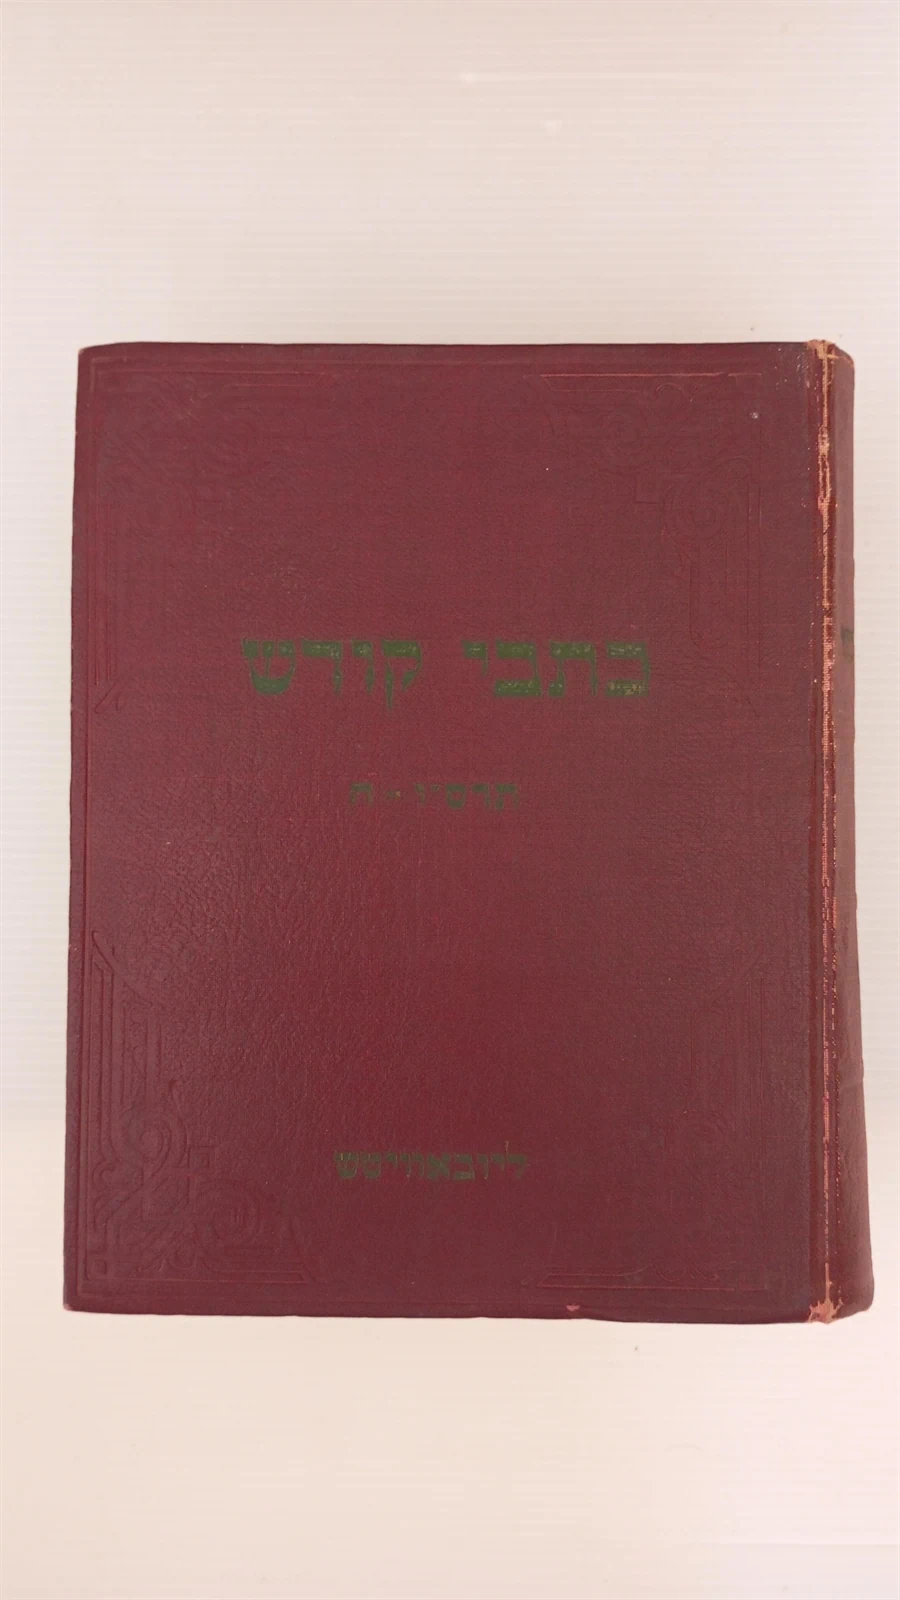 כתבי קודש
תרס״ו - ה
ליובאוויטש